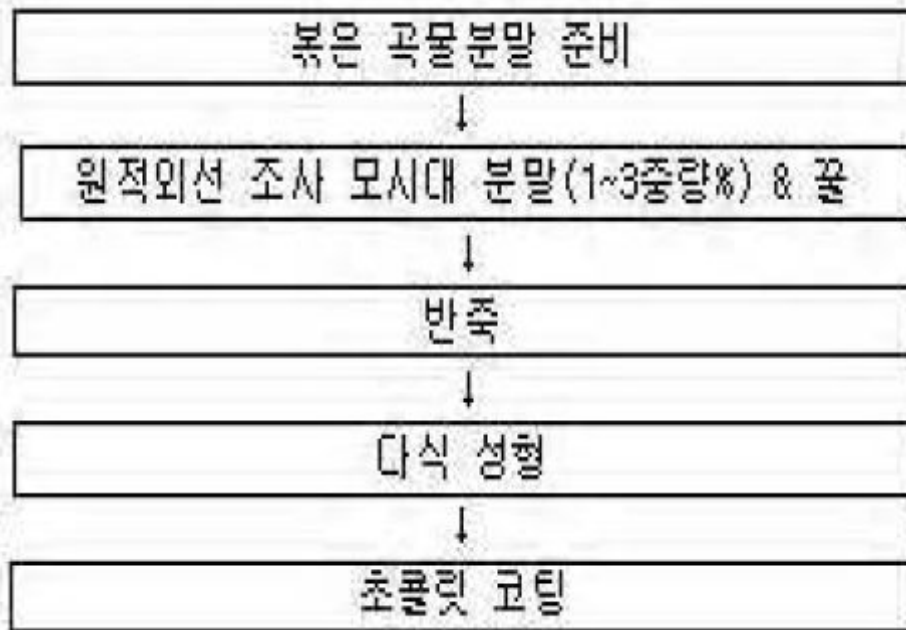 볶은 곡물분말 준비
↓
원적외선 조사 모시대 분말(1~3중량%) & 꿀
↓
반죽
↓
다식 성형
↓
초콜릿 코팅